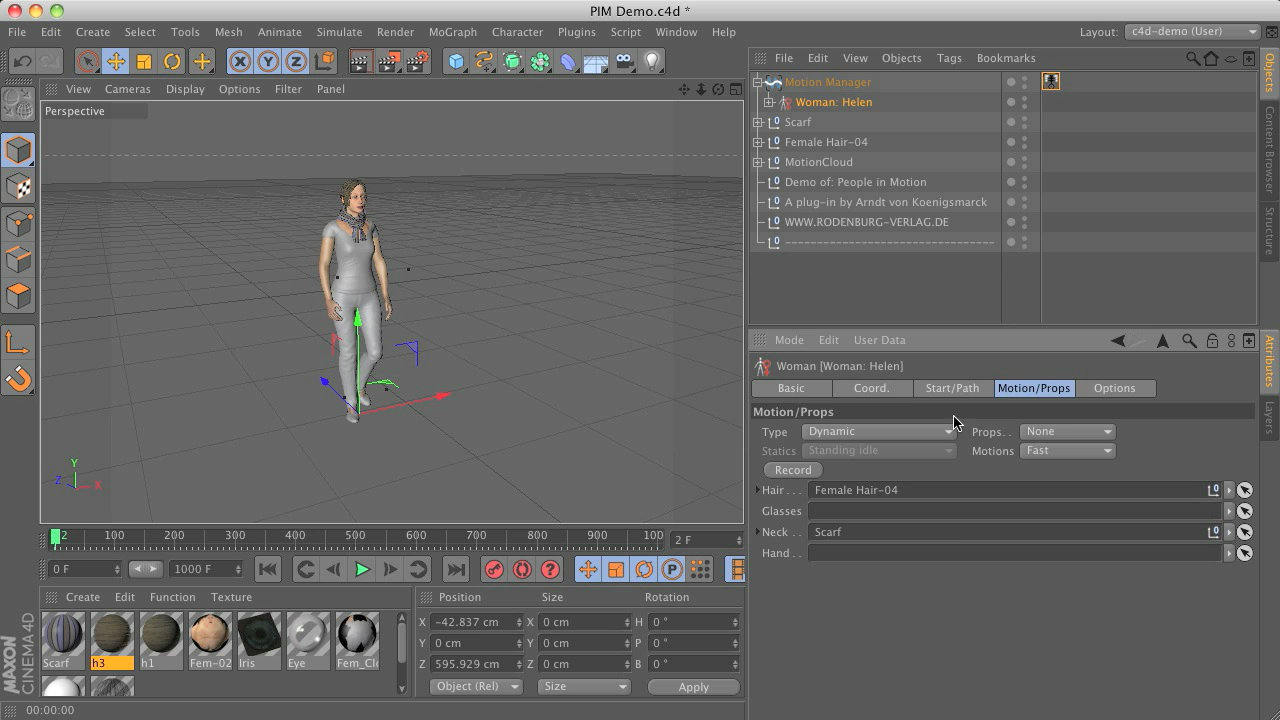 PIM Demo.c4d *
File Edit Create Select Tools Mesh Animate Simulate Render MoGraph Character Plugins Script Window Help
Layout: c4d-demo (User)
X Y Z
File Edit View Objects Tags Bookmarks
View Cameras Display Options Filter Panel
Perspective
Motion Manager
Woman: Helen
Scarf
Female Hair-04
MotionCloud
Demo of: People in Motion
A plug-in by Arndt von Koenigsmarck
WWW.RODENBURG-VERLAG.DE
----------------------------------
Objects
Content Browser
Structure
Y
Z X
Mode Edit User Data
Woman [Woman: Helen]
Basic Coord. Start/Path Motion/Props Options
Motion/Props
Type Dynamic Props. . None
Statics Standing idle Motions Fast
Record
Hair . . . Female Hair-04
Glasses
Neck . . Scarf
Hand . .
Attributes
Layers
2 100 200 300 400 500 600 700 800 900 100
2 F
0 F 1000 F
P
Create Edit Function Texture
Scarf h3 h1 Fem-02 Iris Eye Fem_Clo
Position Size Rotation
X -42.837 cm X 0 cm H 0 °
Y 0 cm Y 0 cm P 0 °
Z 595.929 cm Z 0 cm B 0 °
Object (Rel) Size Apply
MAXON
CINEMA 4D
00:00:00